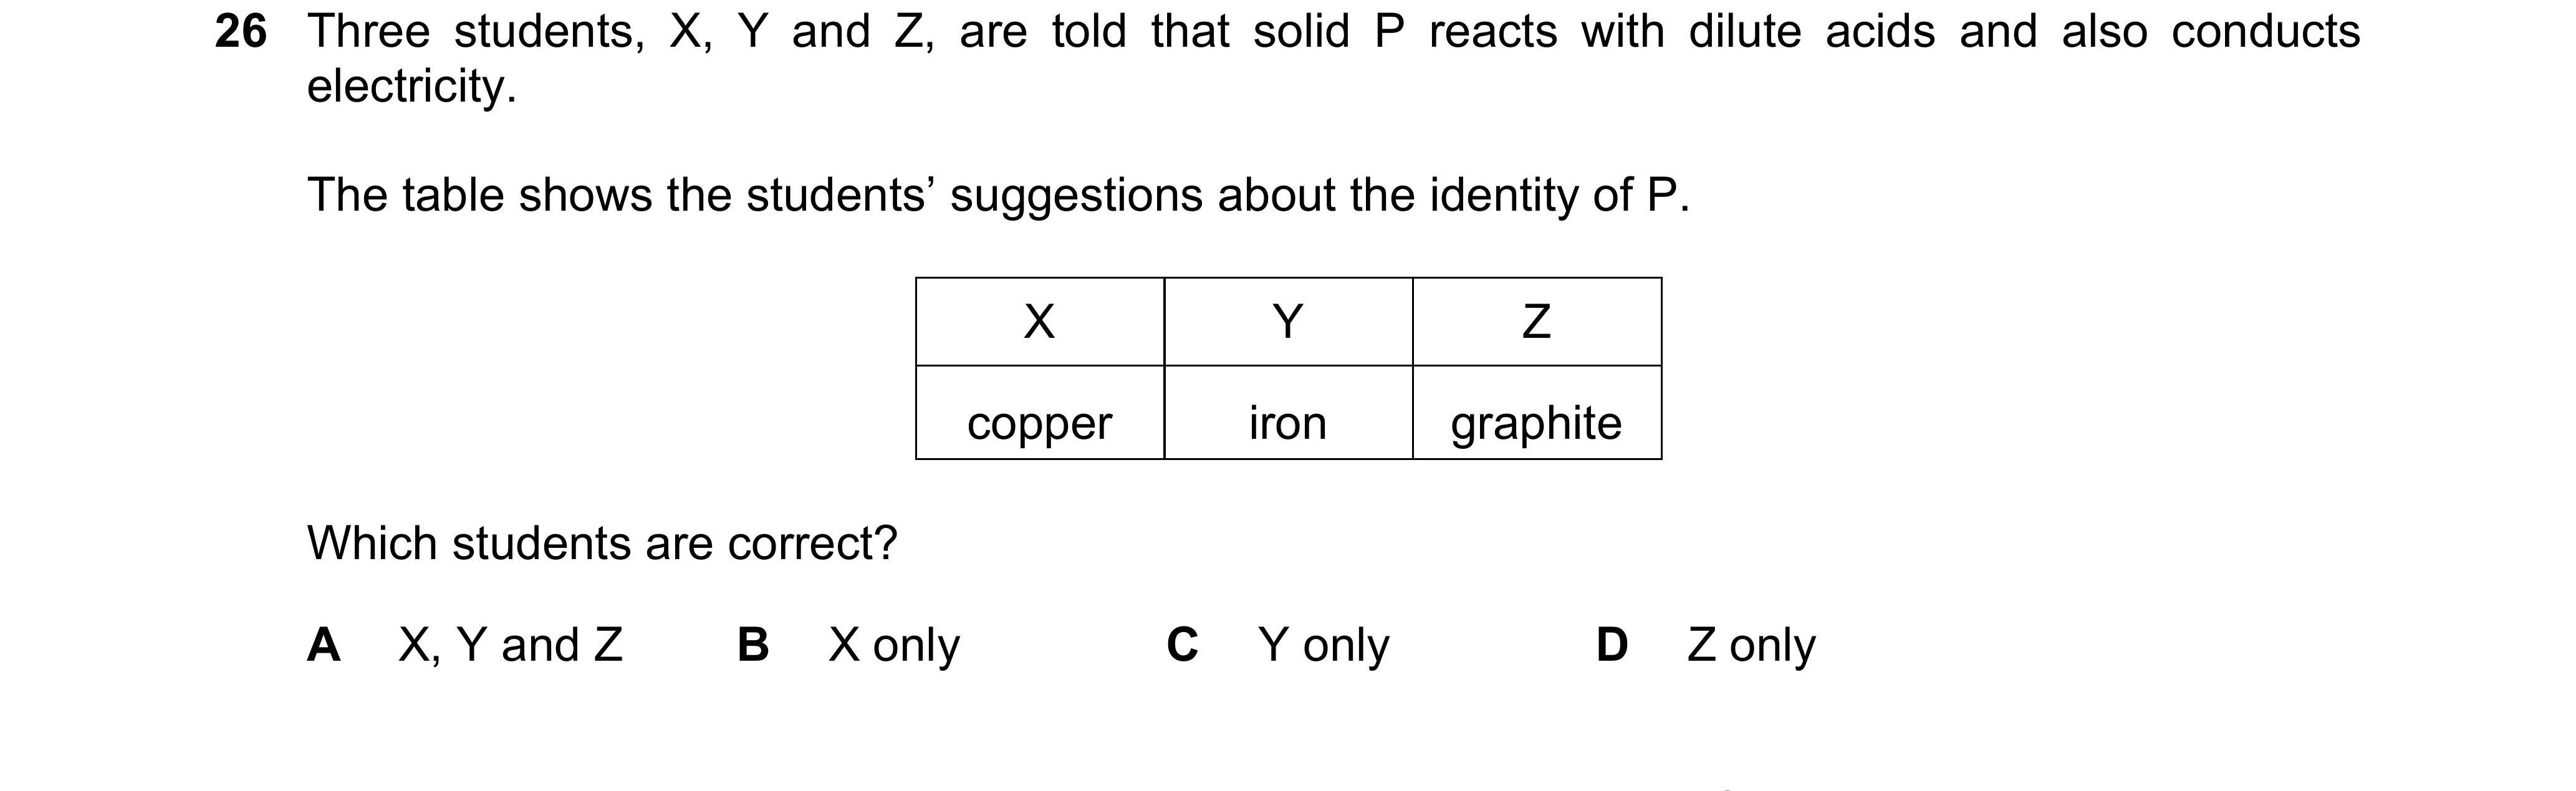 26 Three students, X, Y and Z, are told that solid P reacts with dilute acids and also conducts
electricity.
The table shows the students’ suggestions about the identity of P.
X Y Z
copper iron graphite
Which students are correct?
A X, Y and Z B X only C Y only D Z only